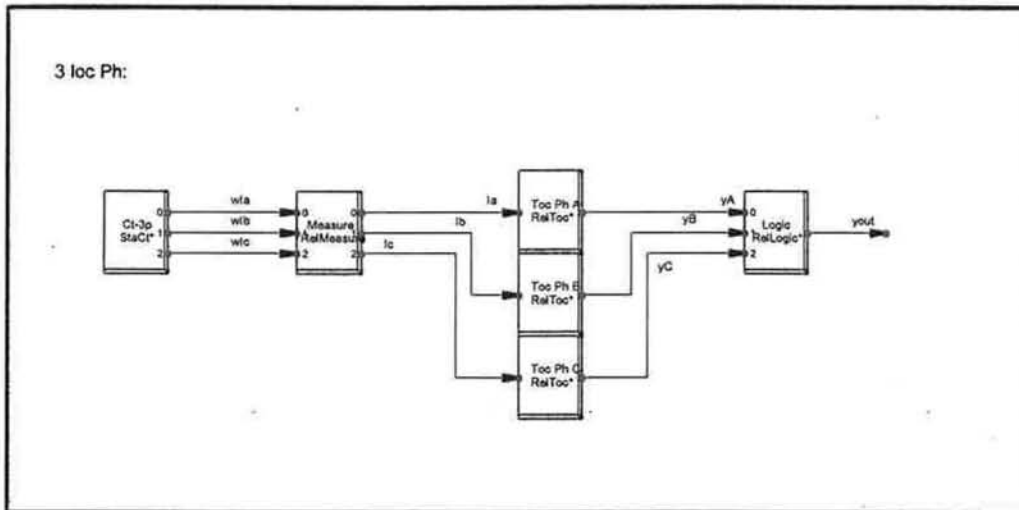 3 Ioc Ph:
Ct-3p
StaCt*
0
1
2
wIa
wIb
wIc
0
1
2
Measure
RelMeasur
0
1
2
Ia
Ib
Ic
Toc Ph A
RelToc*
Toc Ph B
RelToc*
Toc Ph C
RelToc*
yA
yB
yC
0
1
2
Logic
RelLogic*
yout